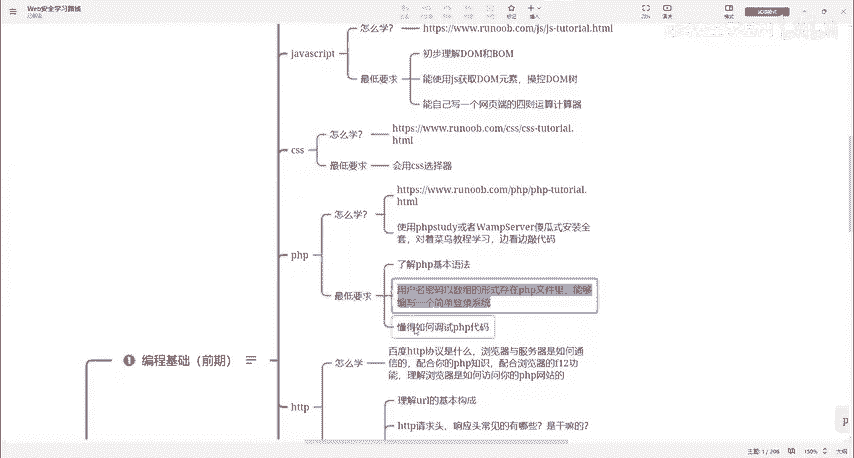 Web安全学习路线
javascript
怎么学?
https://www.runoob.com/js/js-tutorial.html
最低要求
初步理解DOM和BOM
能使用js获取DOM元素，操控DOM树
能自己写一个网页端的四则运算计算器
css
怎么学?
https://www.runoob.com/css/css-tutorial.
html
最低要求
会用css选择器
php
怎么学?
https://www.runoob.com/php/php-tutorial.
html
使用phpstudy或者WampServer傻瓜式安装全
套，对着菜鸟教程学习，边看边敲代码
最低要求
了解php基本语法
用户名密码以数组的形式存在php文件里，能够
编写一个简单登录系统
懂得如何调试php代码
1 编程基础（前期）
http
怎么学
百度http协议是什么，浏览器与服务器是如何通
信的，配合你的php知识，配合浏览器的f12功
能，理解浏览器是如何访问你的php网站的
理解url的基本构成
http请求头，响应头常见的有哪些？是干嘛的？
150%
大纲